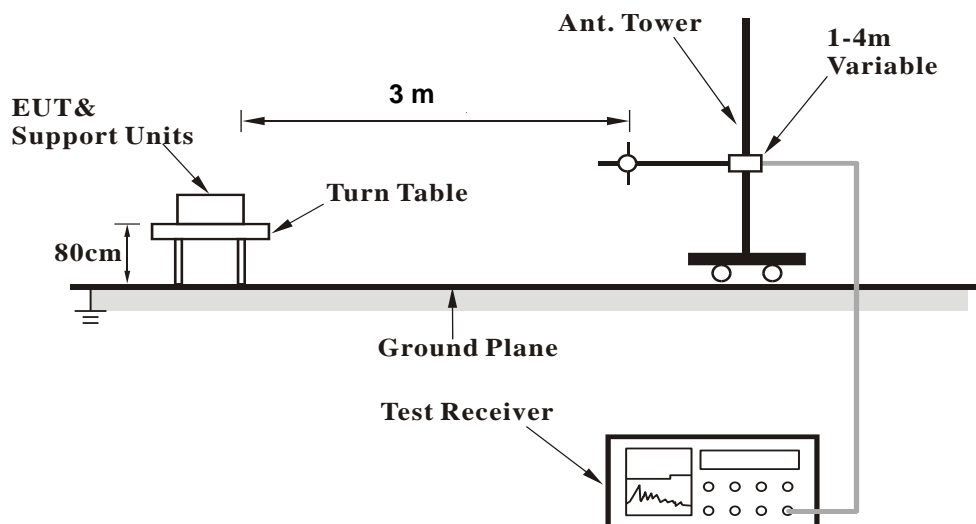 Ant. Tower
1-4m
Variable
3 m
EUT&
Support Units
Turn Table
80cm
Ground Plane
Test Receiver